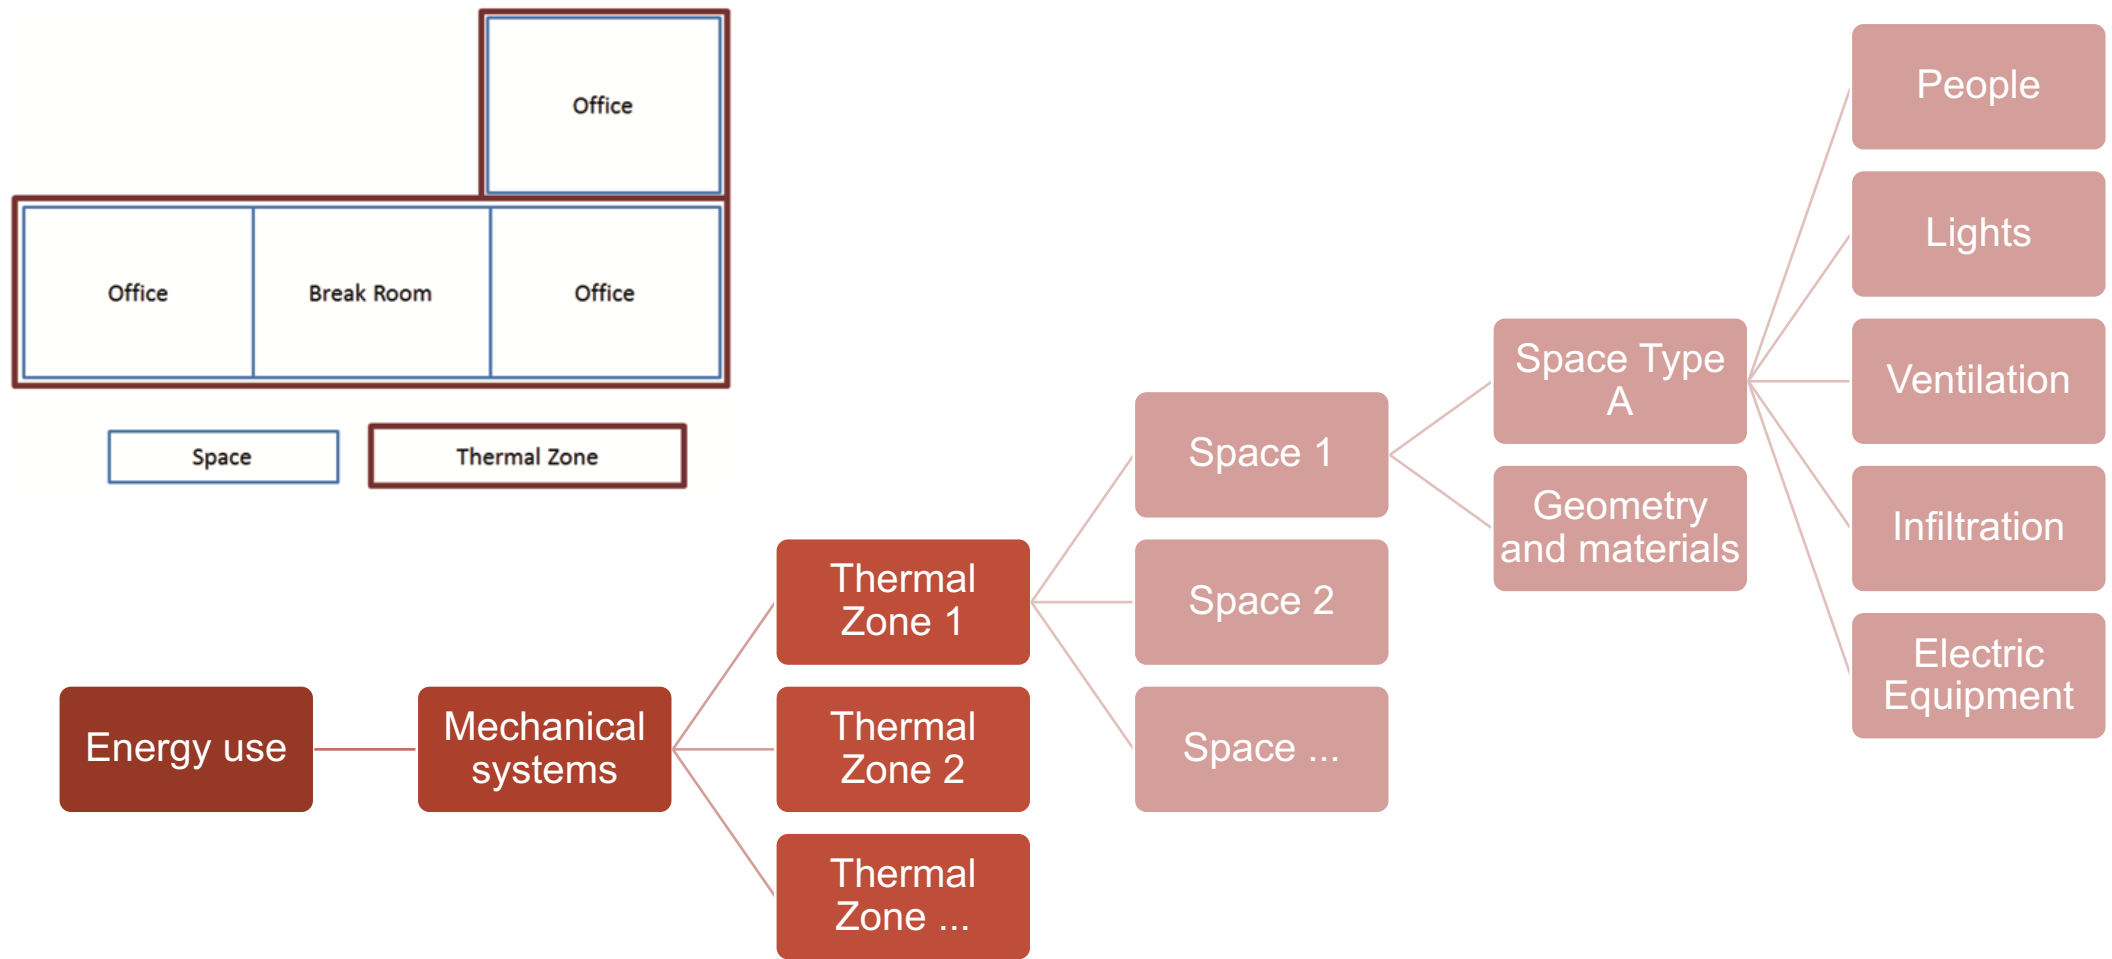 Office
Office
Break Room
Office
Space
Thermal Zone
Energy use
Mechanical
systems
Thermal
Zone 1
Thermal
Zone 2
Thermal
Zone ...
Space 1
Space 2
Space ...
Space Type
A
Geometry
and materials
People
Lights
Ventilation
Infiltration
Electric
Equipment